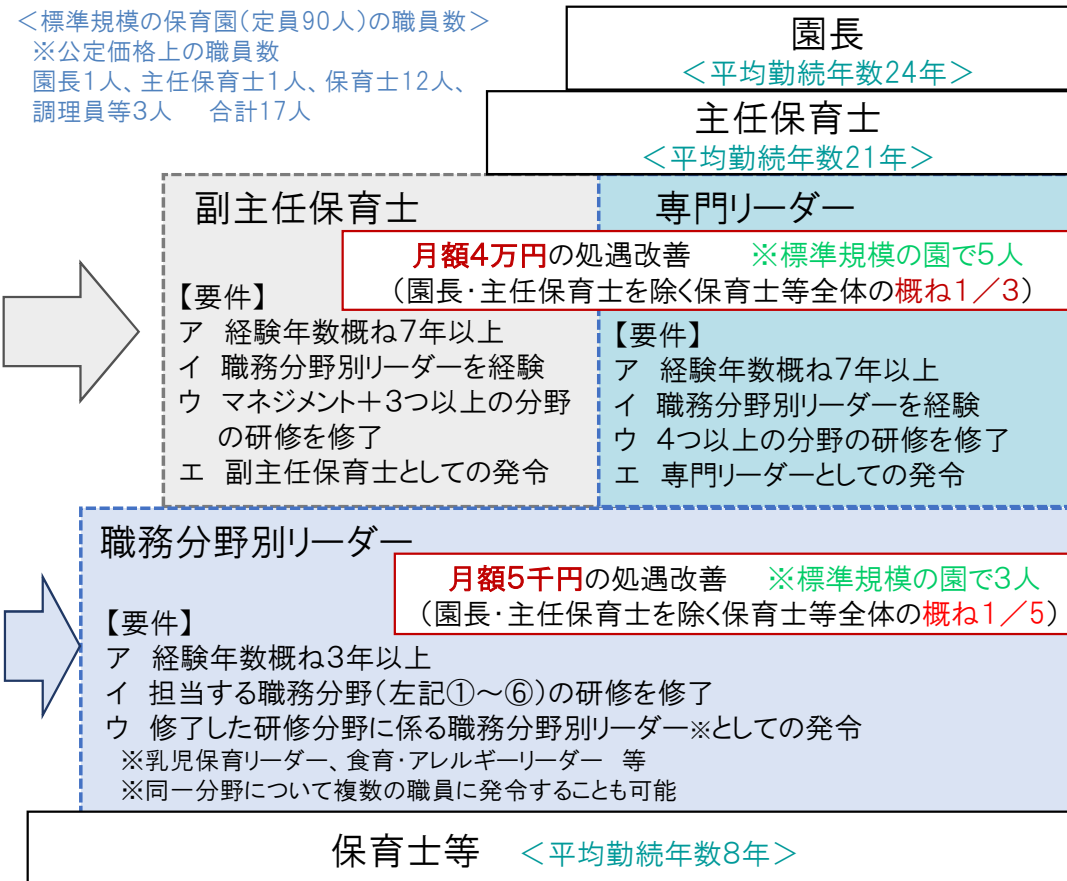 ＜標準規模の保育園（定員90人）の職員数＞
※公定価格上の職員数
園長1人、主任保育士1人、保育士12人、
調理員等3人　合計17人
園長
＜平均勤続年数24年＞
主任保育士
＜平均勤続年数21年＞
副主任保育士
専門リーダー
月額4万円の処遇改善　※標準規模の園で5人
（園長・主任保育士を除く保育士等全体の概ね1／3）
【要件】
ア　経験年数概ね7年以上
イ　職務分野別リーダーを経験
ウ　マネジメント＋3つ以上の分野
の研修を修了
エ　副主任保育士としての発令
【要件】
ア　経験年数概ね7年以上
イ　職務分野別リーダーを経験
ウ　4つ以上の分野の研修を修了
エ　専門リーダーとしての発令
職務分野別リーダー
月額5千円の処遇改善　※標準規模の園で3人
（園長・主任保育士を除く保育士等全体の概ね1／5）
【要件】
ア　経験年数概ね3年以上
イ　担当する職務分野（左記①～⑥）の研修を修了
ウ　修了した研修分野に係る職務分野別リーダー※としての発令
※乳児保育リーダー、食育・アレルギーリーダー　等
※同一分野について複数の職員に発令することも可能
保育士等　＜平均勤続年数8年＞